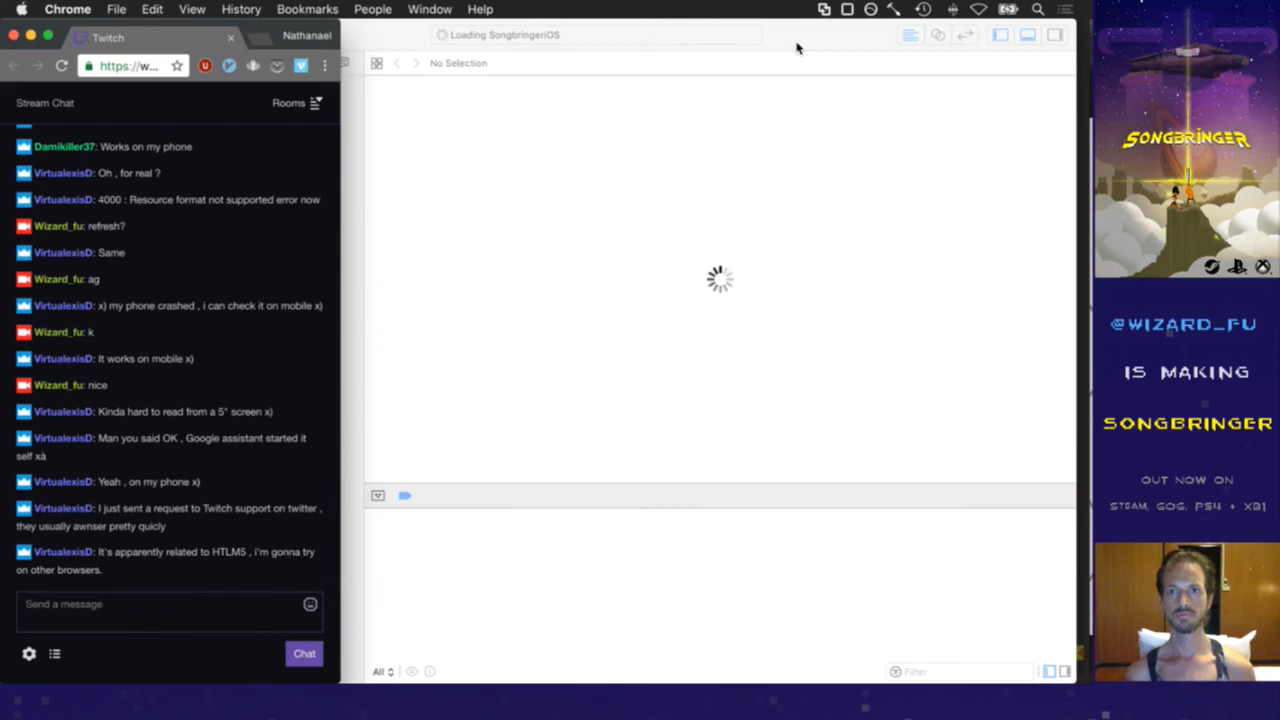 Chrome File Edit View History Bookmarks People Window Help
Twitch
Nathanael
https://w...
Loading SongbringeriOS
No Selection
Stream Chat
Rooms
Damikiller37: Works on my phone
VirtualexisD: Oh , for real ?
VirtualexisD: 4000 : Resource format not supported error now
Wizard_fu: refresh?
VirtualexisD: Same
Wizard_fu: ag
VirtualexisD: x) my phone crashed , i can check it on mobile x)
Wizard_fu: k
VirtualexisD: It works on mobile x)
Wizard_fu: nice
VirtualexisD: Kinda hard to read from a 5" screen x)
VirtualexisD: Man you said OK , Google assistant started it
self xà
VirtualexisD: Yeah , on my phone x)
VirtualexisD: I just sent a request to Twitch support on twitter ,
they usually awnser pretty quicly
VirtualexisD: It's apparently related to HTLM5 , i'm gonna try
on other browsers.
Send a message
Chat
All
Filter
SONGBRINGER
@WIZARD_FU
IS MAKING
SONGBRINGER
OUT NOW ON
STEAM, GOG, PS4 + XB1